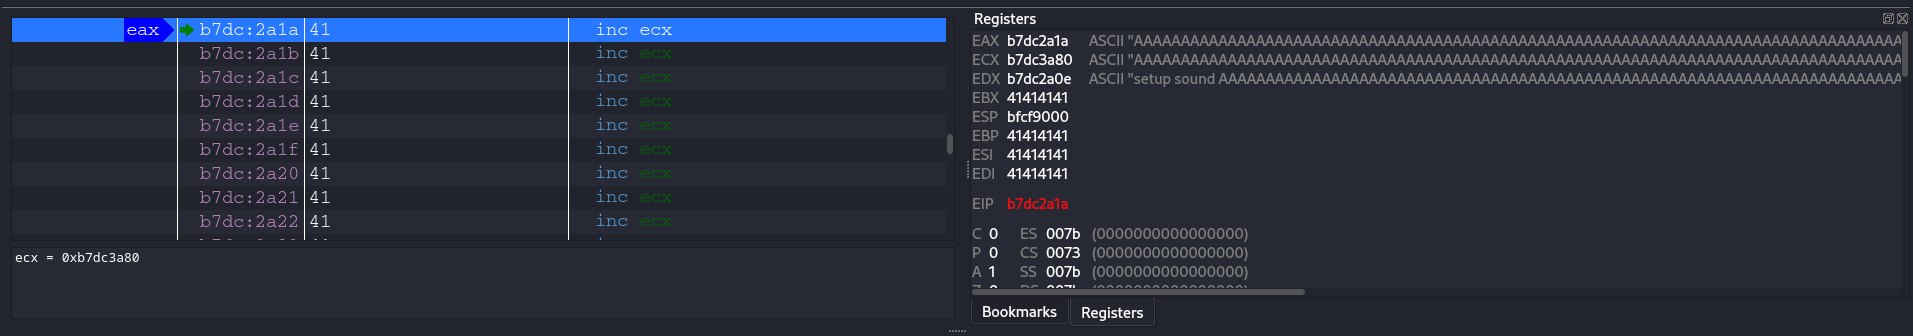 eax b7dc:2a1a 41 inc ecx
b7dc:2a1b 41 inc ecx
b7dc:2a1c 41 inc ecx
b7dc:2a1d 41 inc ecx
b7dc:2a1e 41 inc ecx
b7dc:2a1f 41 inc ecx
b7dc:2a20 41 inc ecx
b7dc:2a21 41 inc ecx
b7dc:2a22 41 inc ecx
ecx = 0xb7dc3a80
Registers
EAX b7dc2a1a ASCII "AAAAAAAAAAAAAAAAAAAAAAAAAAAAAAAAAAAAAAAAAAAAAAAAAAAAAAAAAAAAAAAAAAAAAAAAAAAAAAAA
ECX b7dc3a80 ASCII "AAAAAAAAAAAAAAAAAAAAAAAAAAAAAAAAAAAAAAAAAAAAAAAAAAAAAAAAAAAAAAAAAAAAAAAAAAAAAAAA
EDX b7dc2a0e ASCII "setup sound AAAAAAAAAAAAAAAAAAAAAAAAAAAAAAAAAAAAAAAAAAAAAAAAAAAAAAAAAAAAAAAAAAAAAAA
EBX 41414141
ESP bfcf9000
EBP 41414141
ESI 41414141
EDI 41414141
EIP b7dc2a1a
C 0 ES 007b (0000000000000000)
P 0 CS 0073 (0000000000000000)
A 1 SS 007b (0000000000000000)
Bookmarks Registers